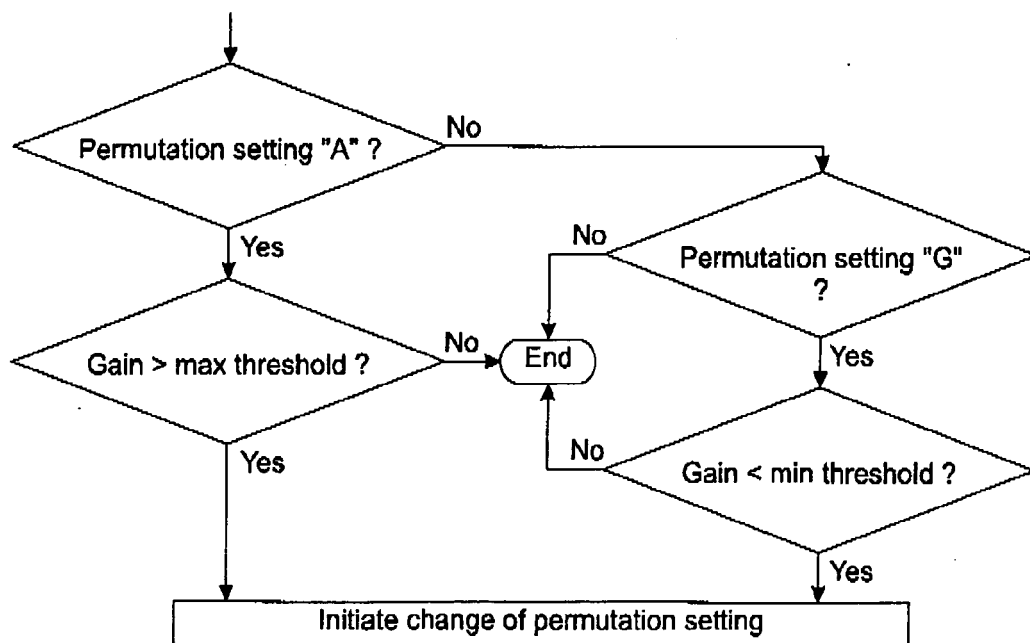 Permutation setting "A" ?
No
Yes
No
Permutation setting "G"
?
Gain > max threshold ?
No
End
Yes
Yes
No
Gain < min threshold ?
Yes
Initiate change of permutation setting